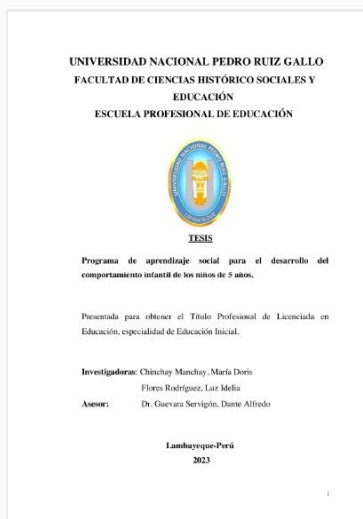 UNIVERSIDAD NACIONAL PEDRO RUIZ GALLO
FACULTAD DE CIENCIAS HISTÓRICO SOCIALES Y
EDUCACIÓN
ESCUELA PROFESIONAL DE EDUCACIÓN
TESIS
Programa de aprendizaje social para el desarrollo del
comportamiento infantil de los niños de 5 años.
Presentada para obtener el Título Profesional de Licenciada en
Educación, especialidad de Educación Inicial.
Investigadoras: Chinchay Manchay, María Doris
Flores Rodríguez, Luz Idelia
Asesor: Dr. Guevara Servigón, Dante Alfredo
Lambayeque-Perú
2023